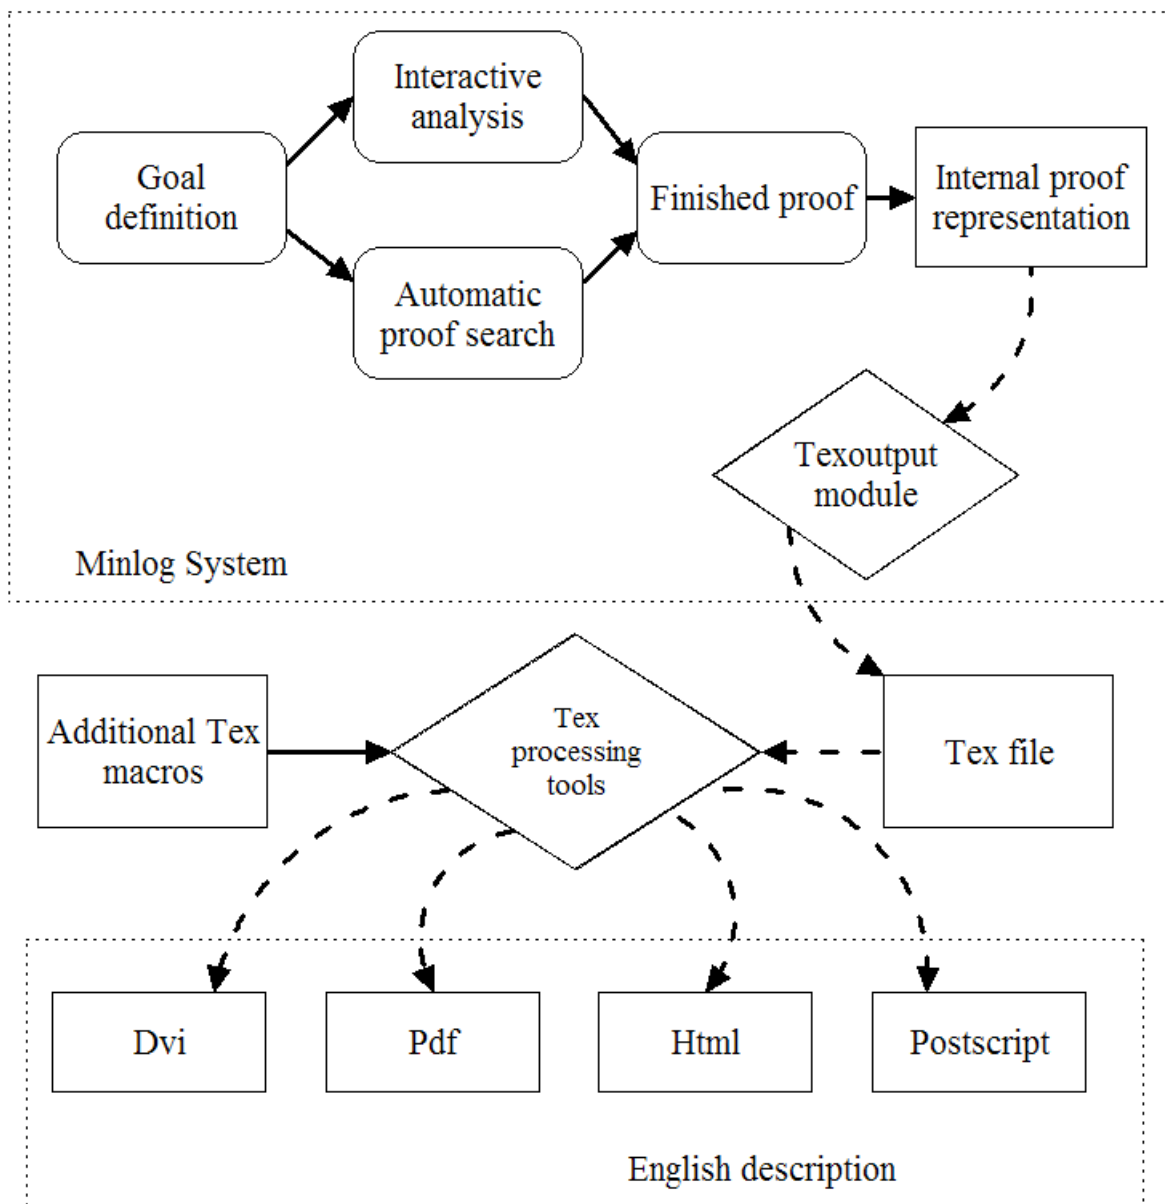 Interactive
analysis
Goal
definition
Finished proof
Internal proof
representation
Automatic
proof search
Texoutput
module
Minlog System
Additional Tex
macros
Tex
processing
tools
Tex file
Dvi
Pdf
Html
Postscript
English description